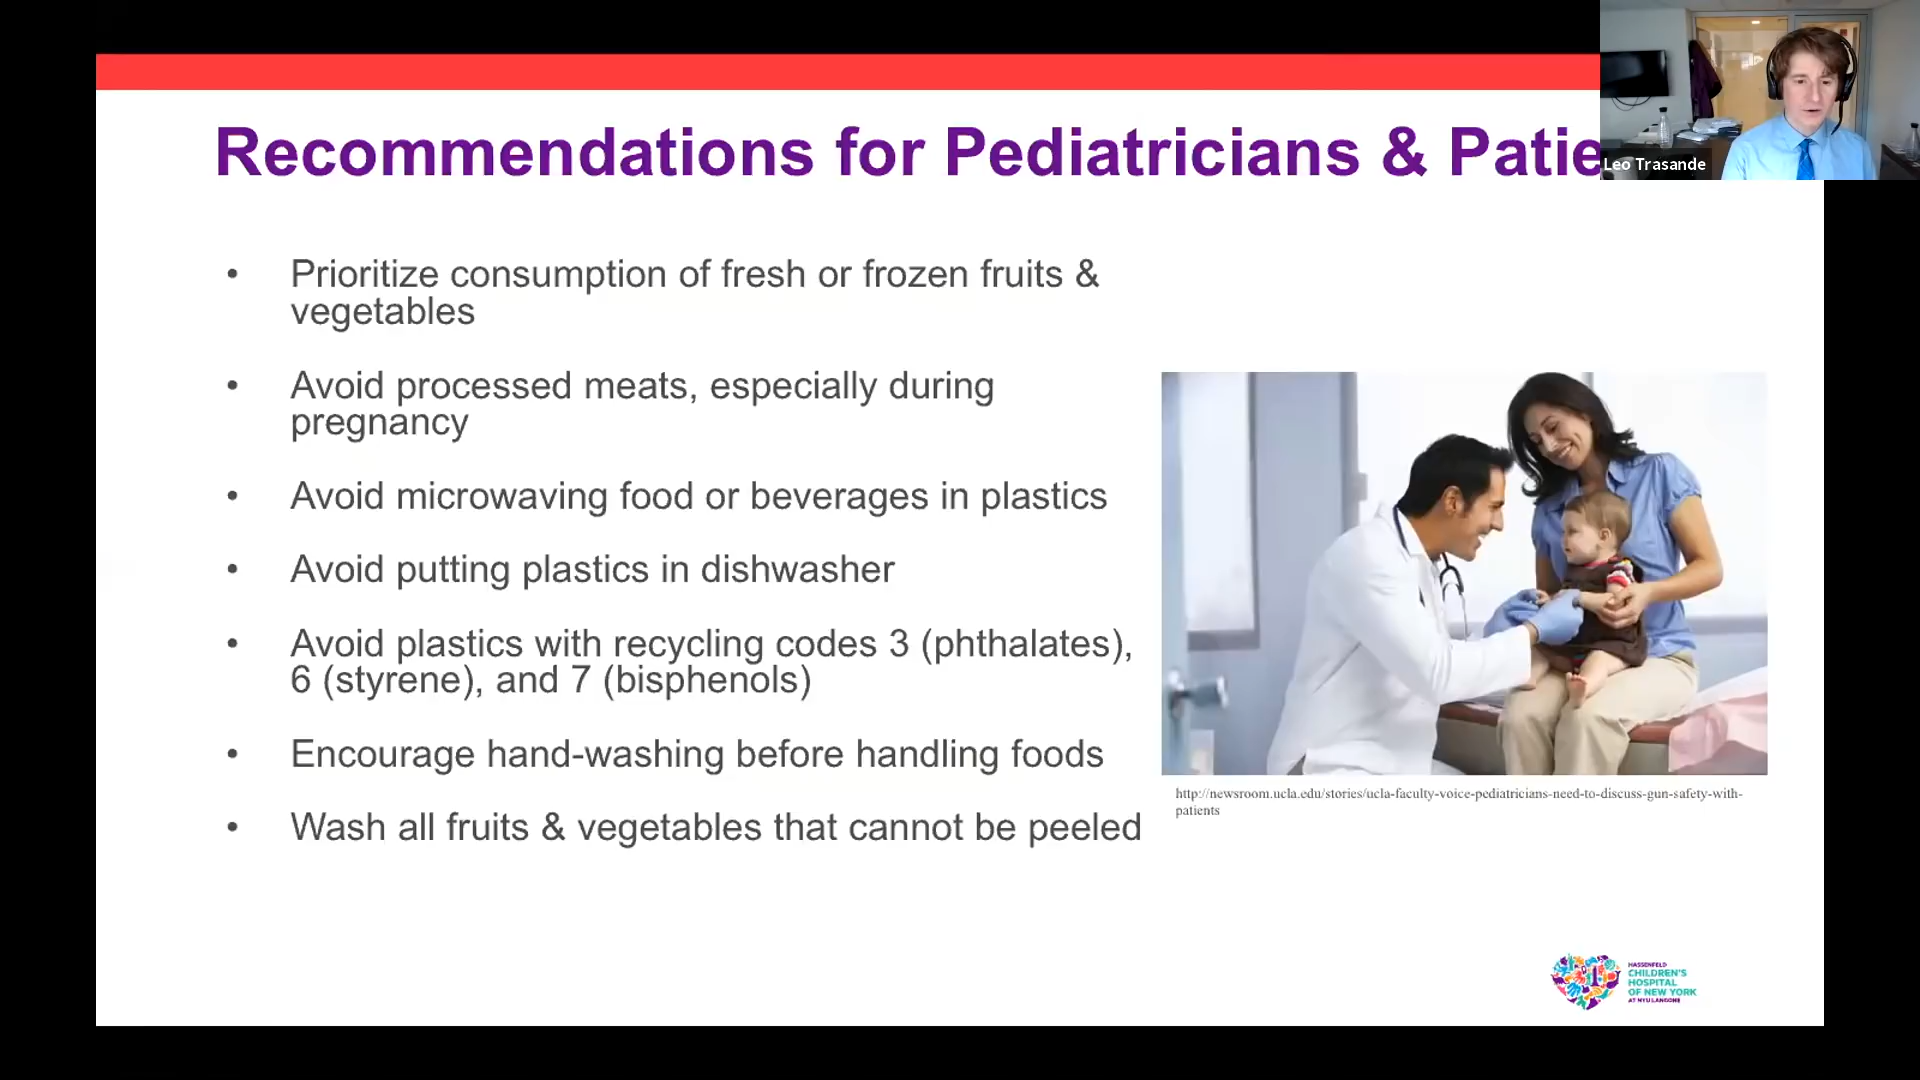 Recommendations for Pediatricians & Patie
Leo Trasande
• Prioritize consumption of fresh or frozen fruits &
vegetables
• Avoid processed meats, especially during
pregnancy
• Avoid microwaving food or beverages in plastics
• Avoid putting plastics in dishwasher
• Avoid plastics with recycling codes 3 (phthalates),
6 (styrene), and 7 (bisphenols)
• Encourage hand-washing before handling foods
• Wash all fruits & vegetables that cannot be peeled
http://newsroom.ucla.edu/stories/ucla-faculty-voice-pediatricians-need-to-discuss-gun-safety-with-
patients
HASSENFELD
CHILDREN'S
HOSPITAL
OF NEW YORK
AT NYU LANGONE